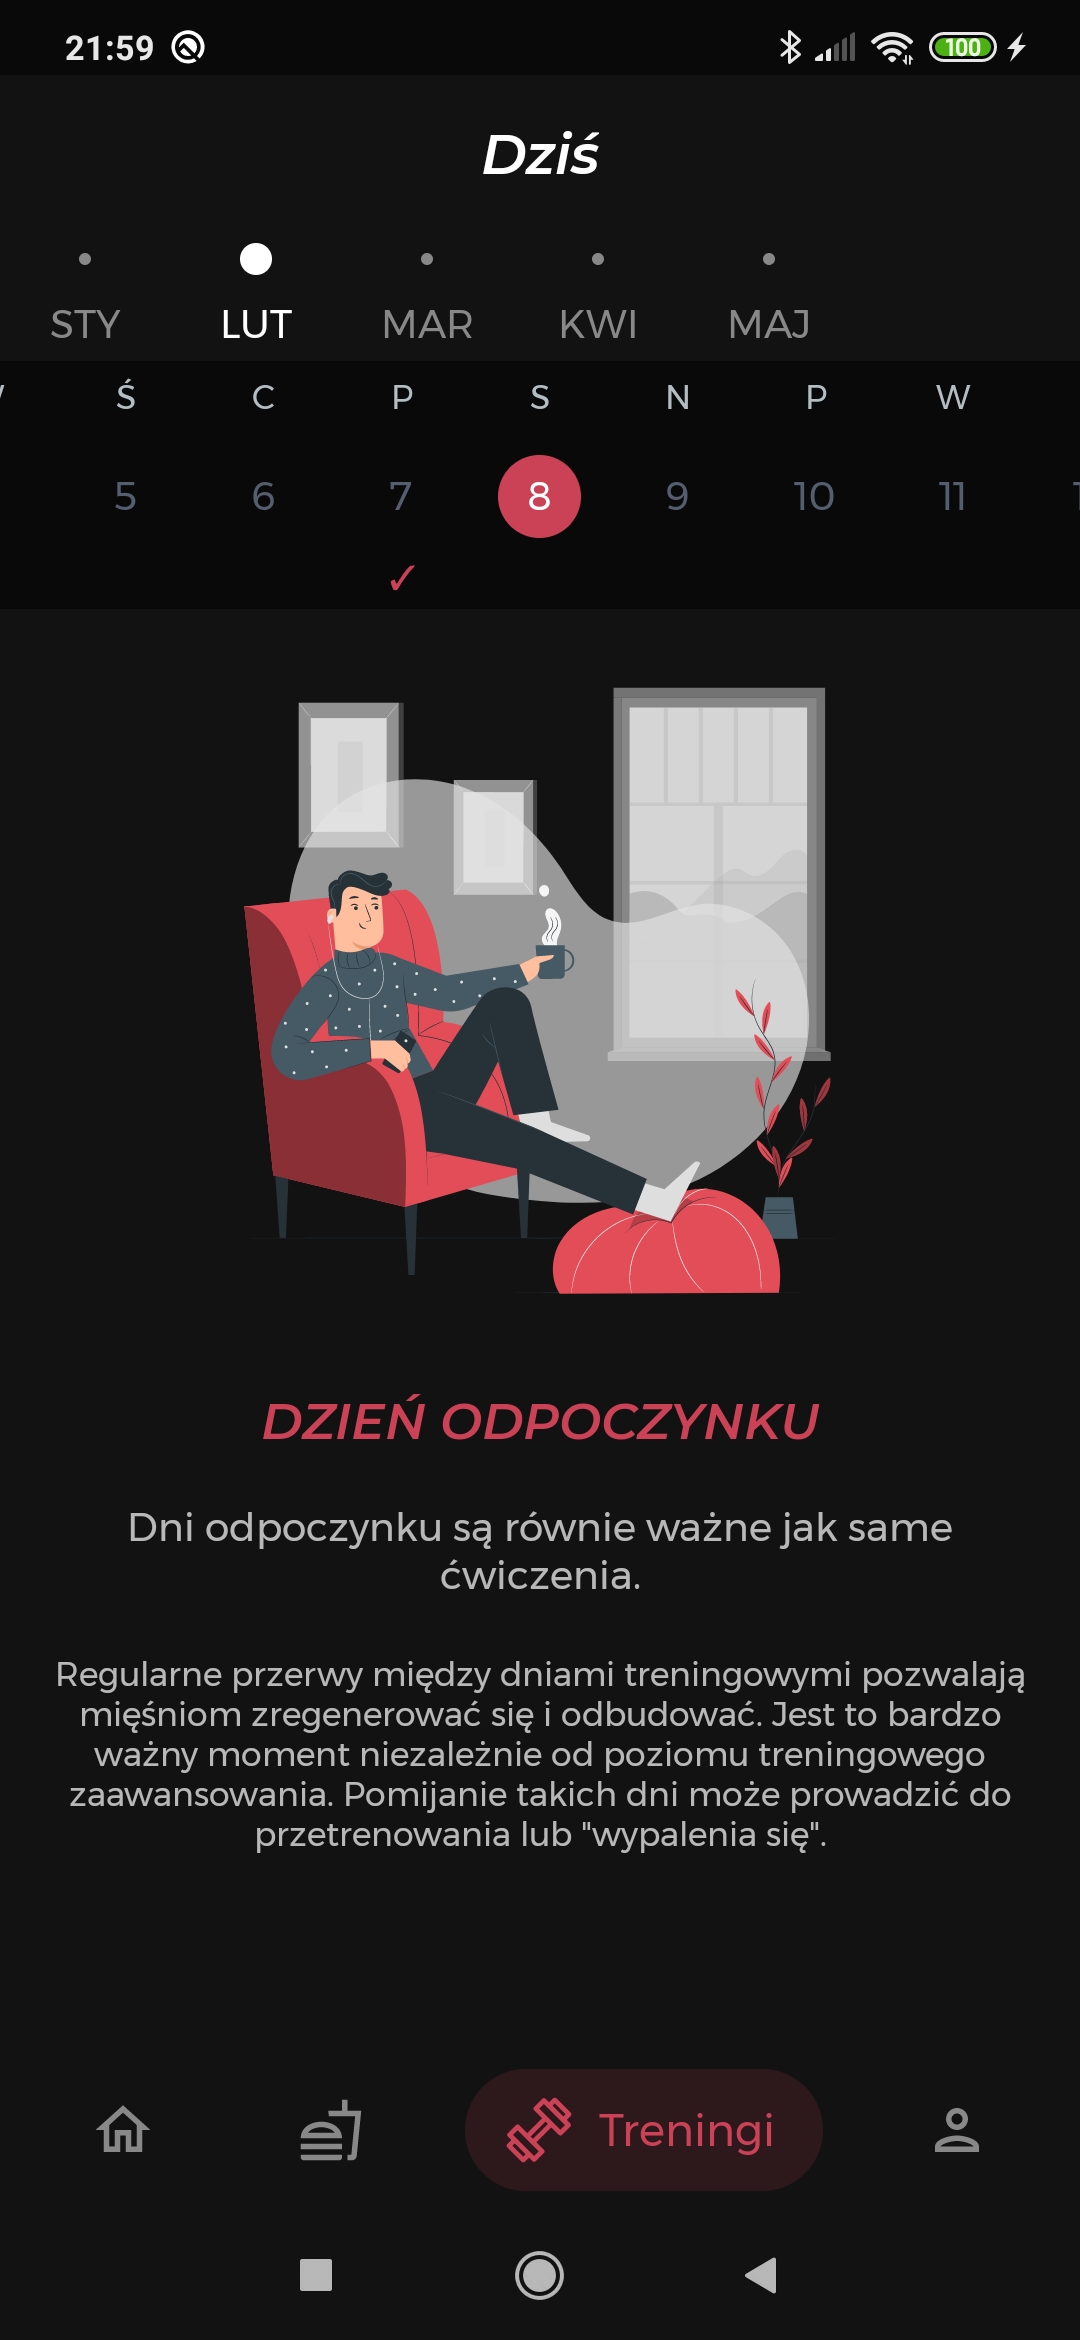 21:59
100
Dziś
STY LUT MAR KWI MAJ
Ś C P S N P W
5 6 7 8 9 10 11
✓
DZIEŃ ODPOCZYNKU
Dni odpoczynku są równie ważne jak same
ćwiczenia.
Regularne przerwy między dniami treningowymi pozwalają
mięśniom zregenerować się i odbudować. Jest to bardzo
ważny moment niezależnie od poziomu treningowego
zaawansowania. Pomijanie takich dni może prowadzić do
przetrenowania lub "wypalenia się".
Treningi